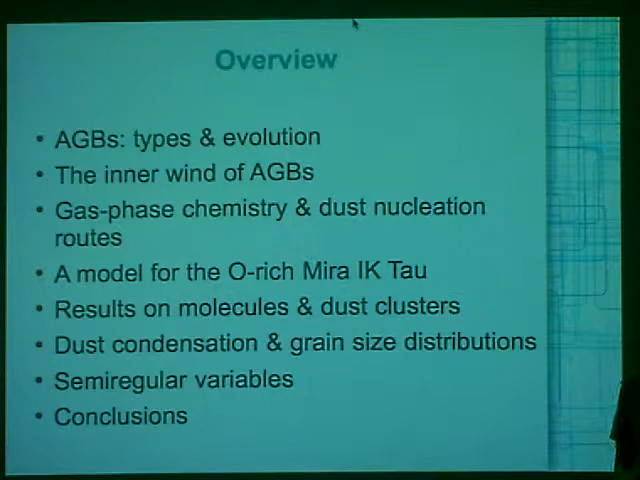 Overview
• AGBs: types & evolution
• The inner wind of AGBs
• Gas-phase chemistry & dust nucleation
routes
• A model for the O-rich Mira IK Tau
• Results on molecules & dust clusters
• Dust condensation & grain size distributions
• Semiregular variables
• Conclusions